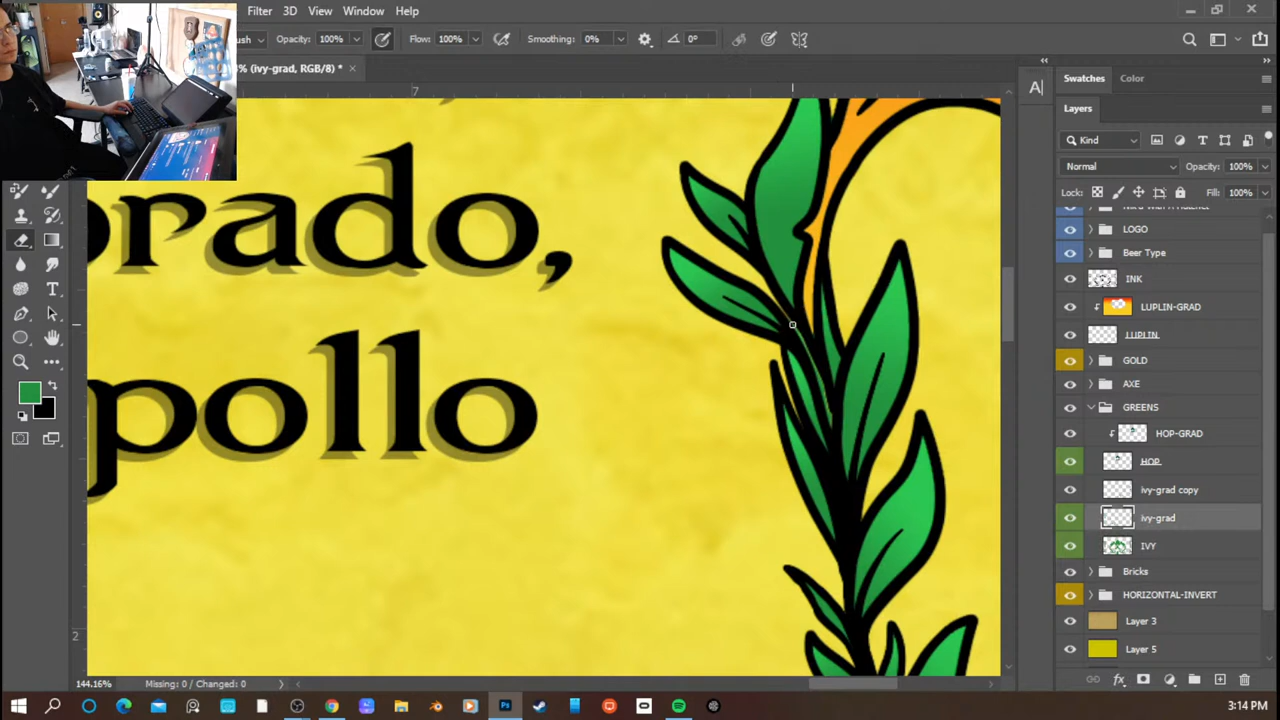 Filter 3D View Window Help
Opacity: 100% Flow: 100% Smoothing: 0% 0°
(ivy-grad, RGB/8) *
7
2
orado,
pollo
Swatches Color
Layers
Kind
Normal Opacity: 100%
Lock: Fill: 100%
LOGO
Beer Type
INK
LUPLIN-GRAD
LUPLIN
GOLD
AXE
GREENS
HOP-GRAD
HOP
ivy-grad copy
ivy-grad
IVY
Bricks
HORIZONTAL-INVERT
Layer 3
Layer 5
144.16% Missing: 0 / Changed: 0
3:14 PM